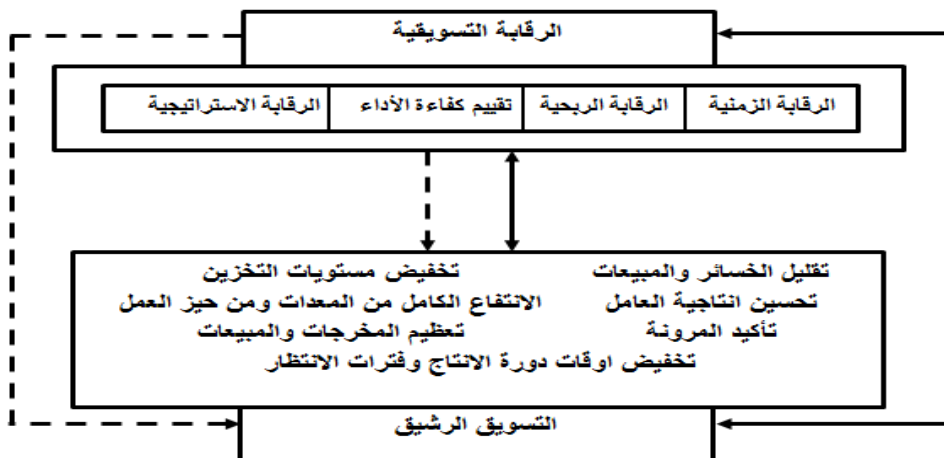 الرقابة التسويقية
الرقابة الزمنية الرقابة الربحية تقييم كفاءة الأداء الرقابة الاستراتيجية
تقليل الخسائر والمبيعات تخفيض مستويات التخزين
تحسين انتاجية العامل الانتفاع الكامل من المعدات ومن حيز العمل
تأكيد المرونة تعظيم المخرجات والمبيعات
تخفيض اوقات دورة الانتاج وفترات الانتظار
التسويق الرشيق